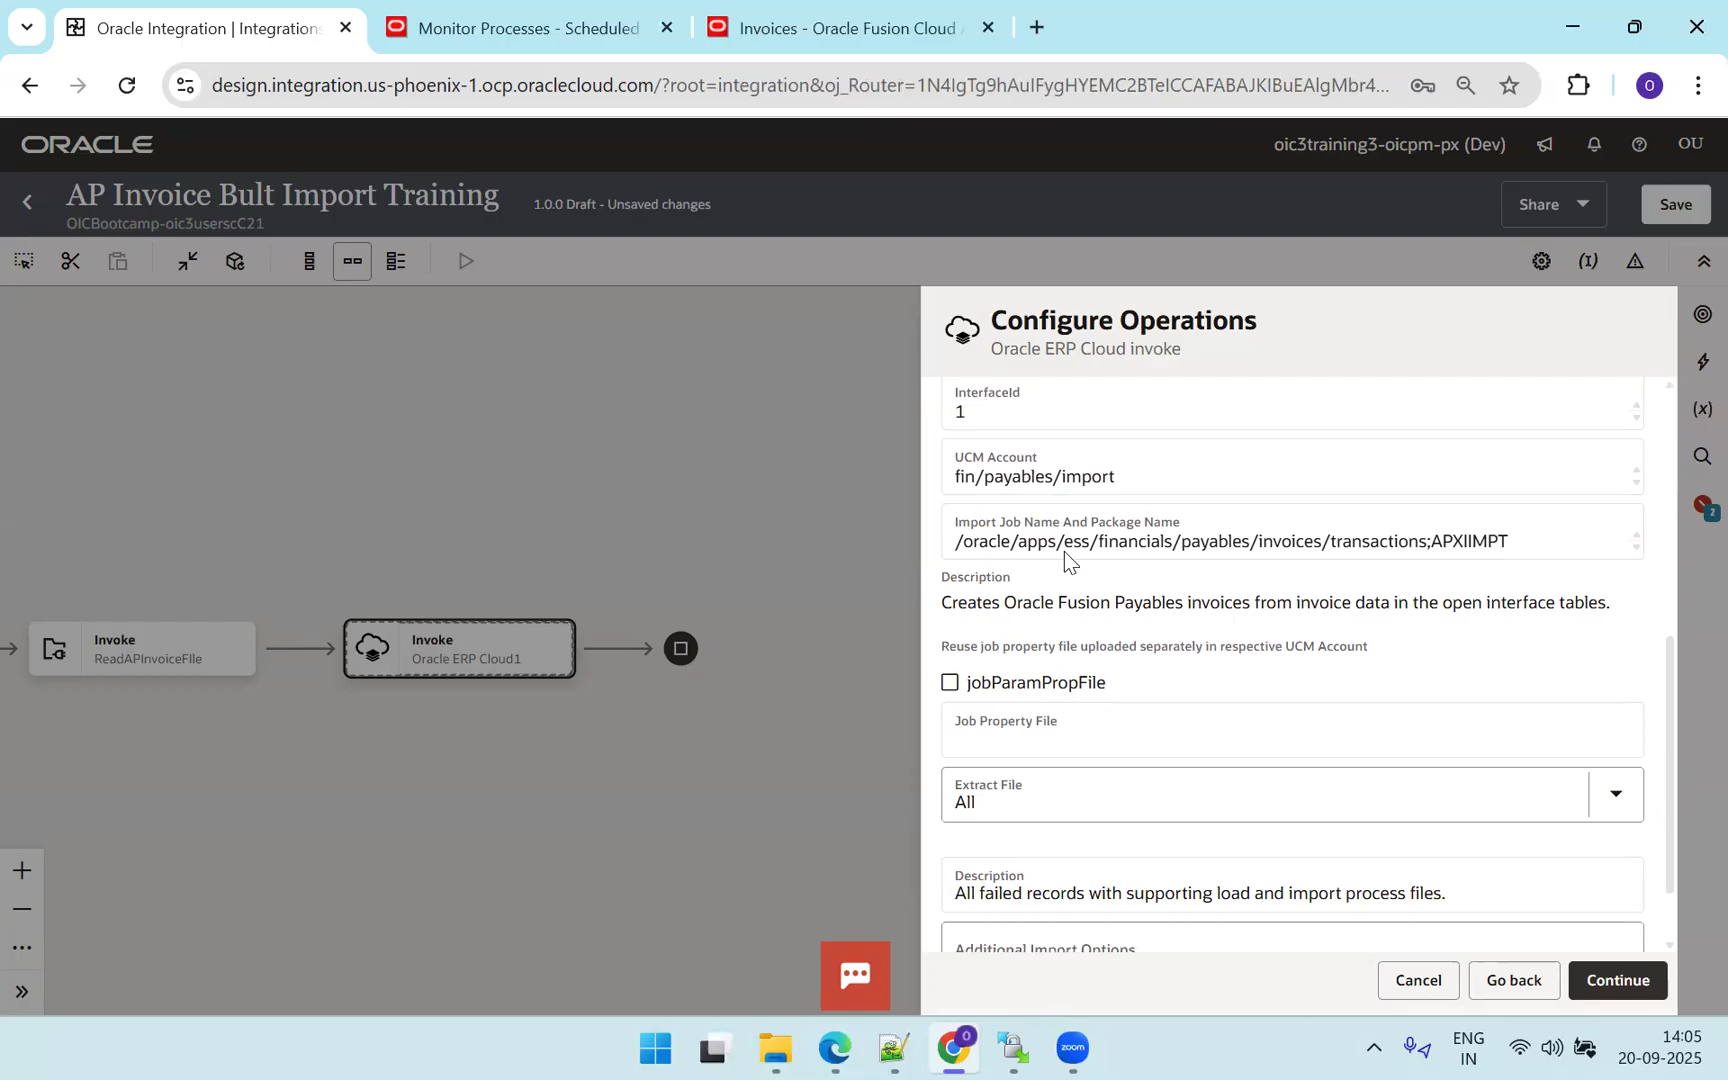 Oracle Integration | Integrations
Monitor Processes - Scheduled
Invoices - Oracle Fusion Cloud
design.integration.us-phoenix-1.ocp.oraclecloud.com/?root=integration&oj_Router=1N4IgTg9hAuIFygHYEMC2BTeICCAFABAJKIBuEAlgMbr4...
O
ORACLE
oic3training3-oicpm-px (Dev)
OU
AP Invoice Bult Import Training
1.0.0 Draft - Unsaved changes
OICBootcamp-oic3userscC21
Share
Save
Configure Operations
Oracle ERP Cloud invoke
InterfaceId
1
UCM Account
fin/payables/import
Import Job Name And Package Name
/oracle/apps/ess/financials/payables/invoices/transactions;APXIIMPT
Description
Creates Oracle Fusion Payables invoices from invoice data in the open interface tables.
Reuse job property file uploaded separately in respective UCM Account
jobParamPropFile
Job Property File
Extract File
All
Description
All failed records with supporting load and import process files.
Additional Import Options
Cancel
Go back
Continue
Invoke
ReadAPInvoiceFIle
Invoke
Oracle ERP Cloud1
2
zoom
ENG
IN
14:05
20-09-2025